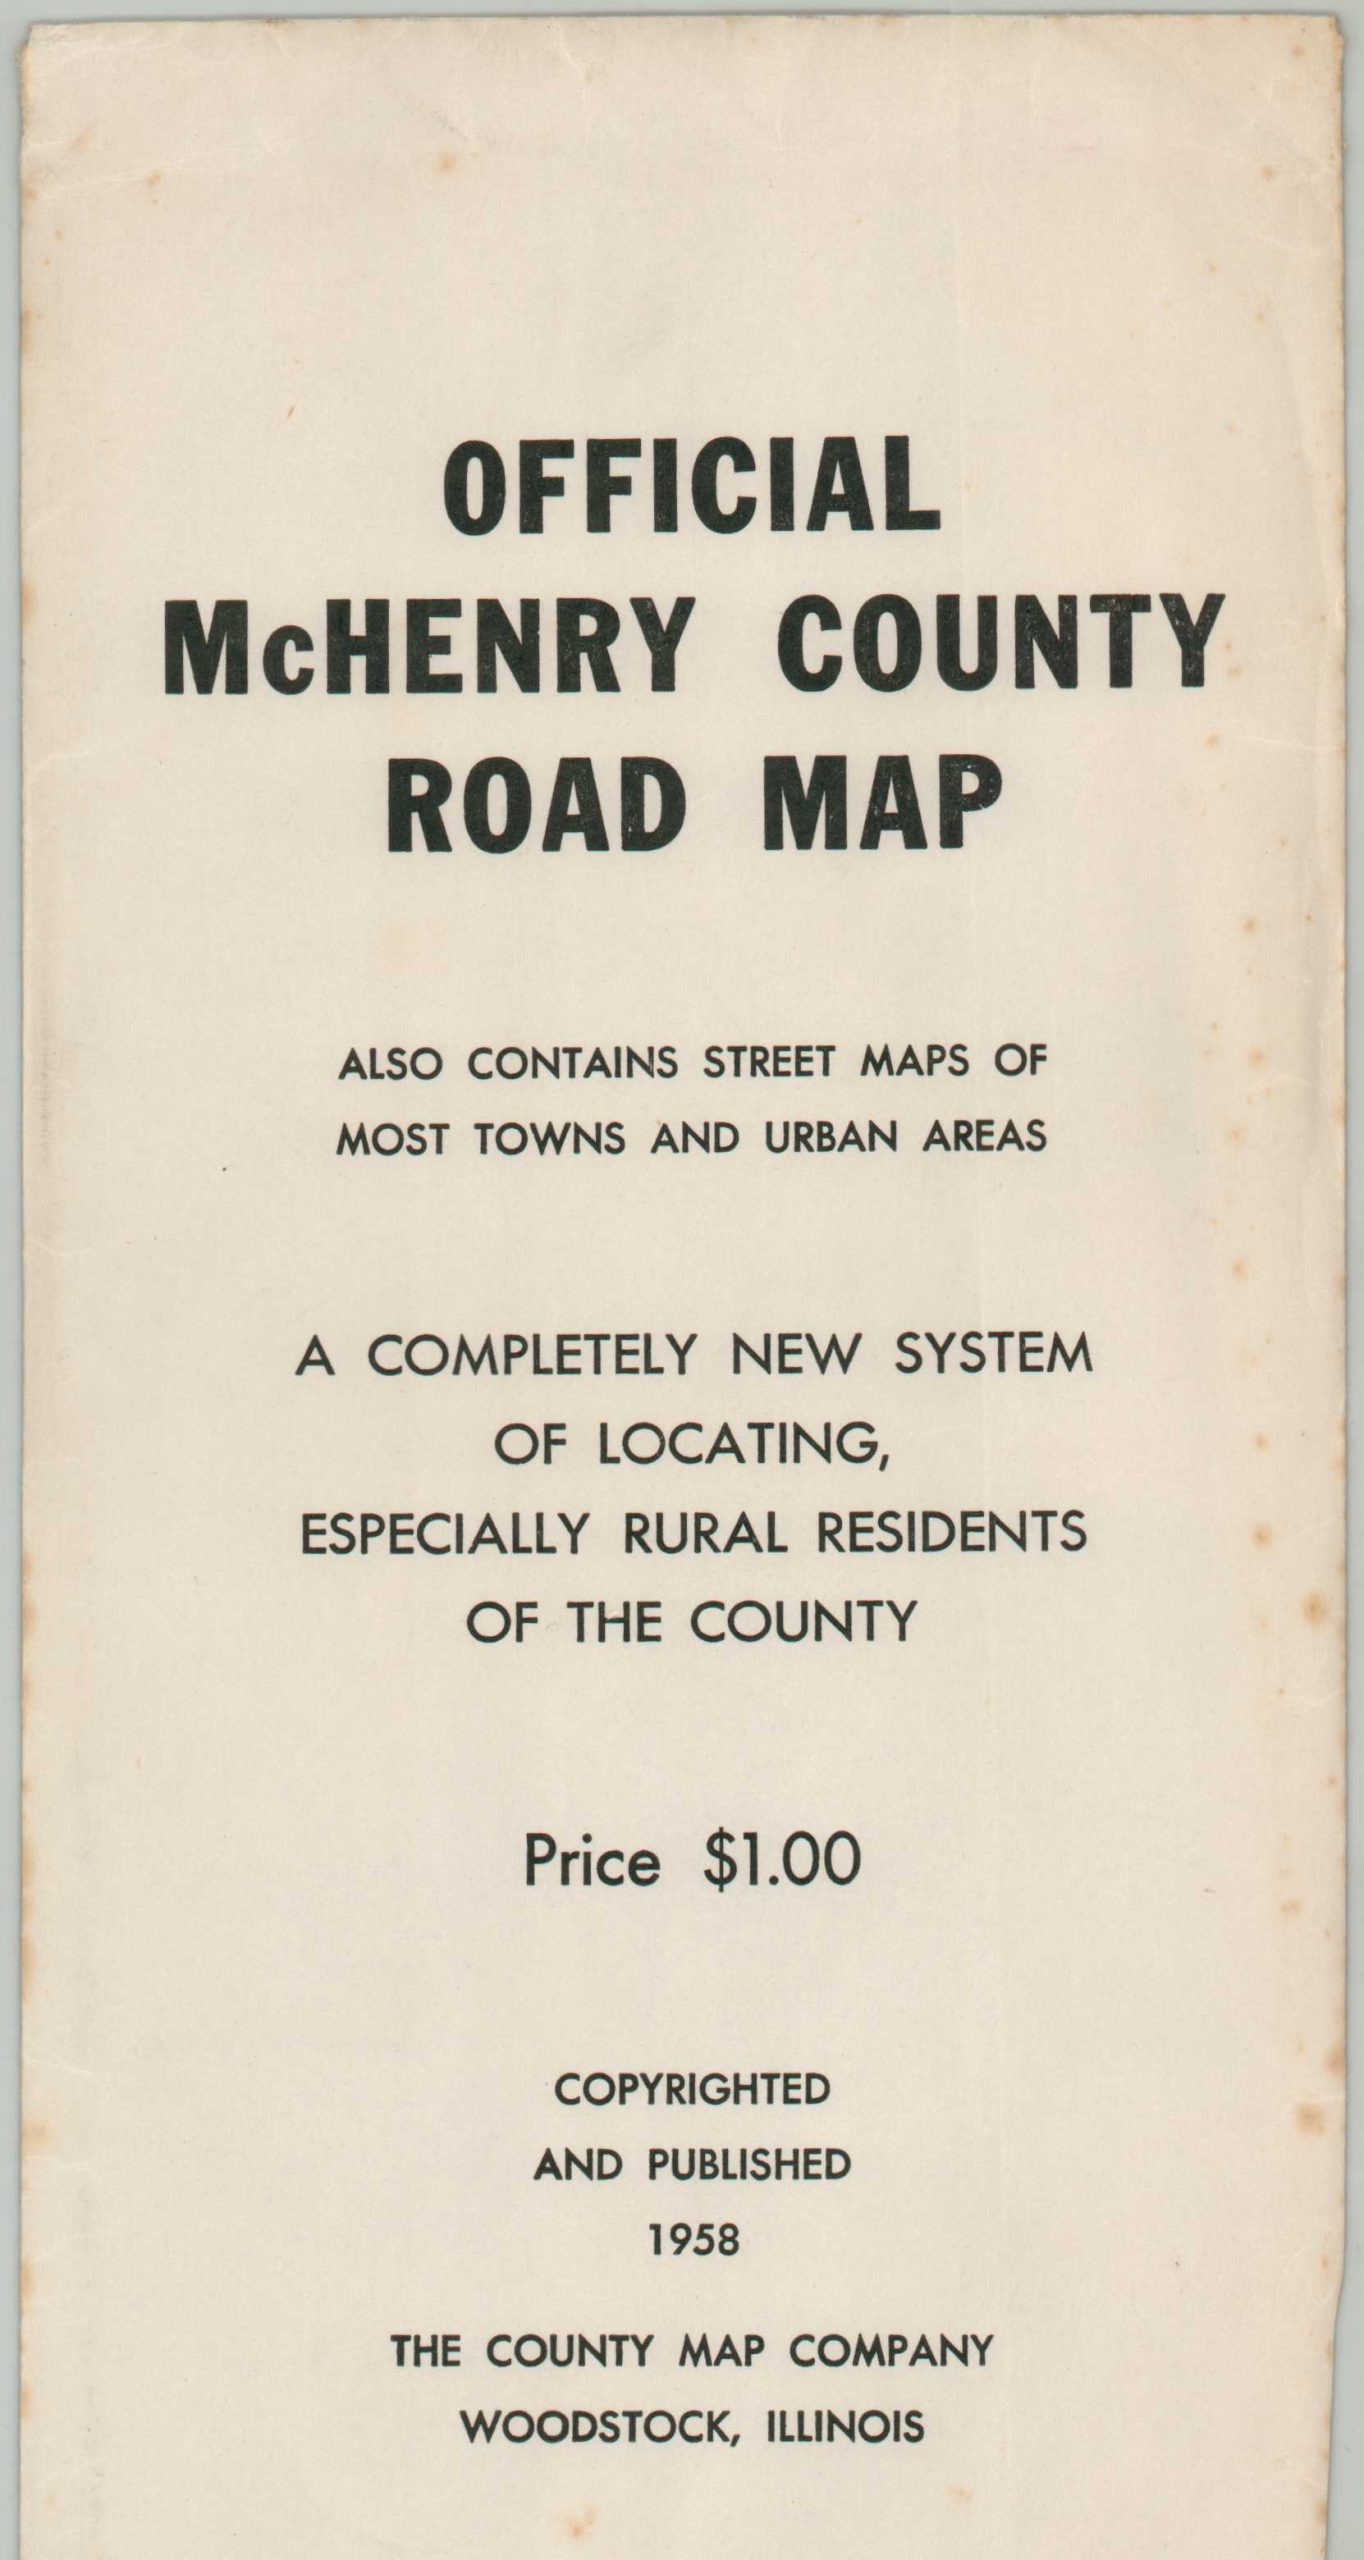 OFFICIAL
McHENRY COUNTY
ROAD MAP
ALSO CONTAINS STREET MAPS OF
MOST TOWNS AND URBAN AREAS
A COMPLETELY NEW SYSTEM
OF LOCATING,
ESPECIALLY RURAL RESIDENTS
OF THE COUNTY
Price $1.00
COPYRIGHTED
AND PUBLISHED
1958
THE COUNTY MAP COMPANY
WOODSTOCK, ILLINOIS